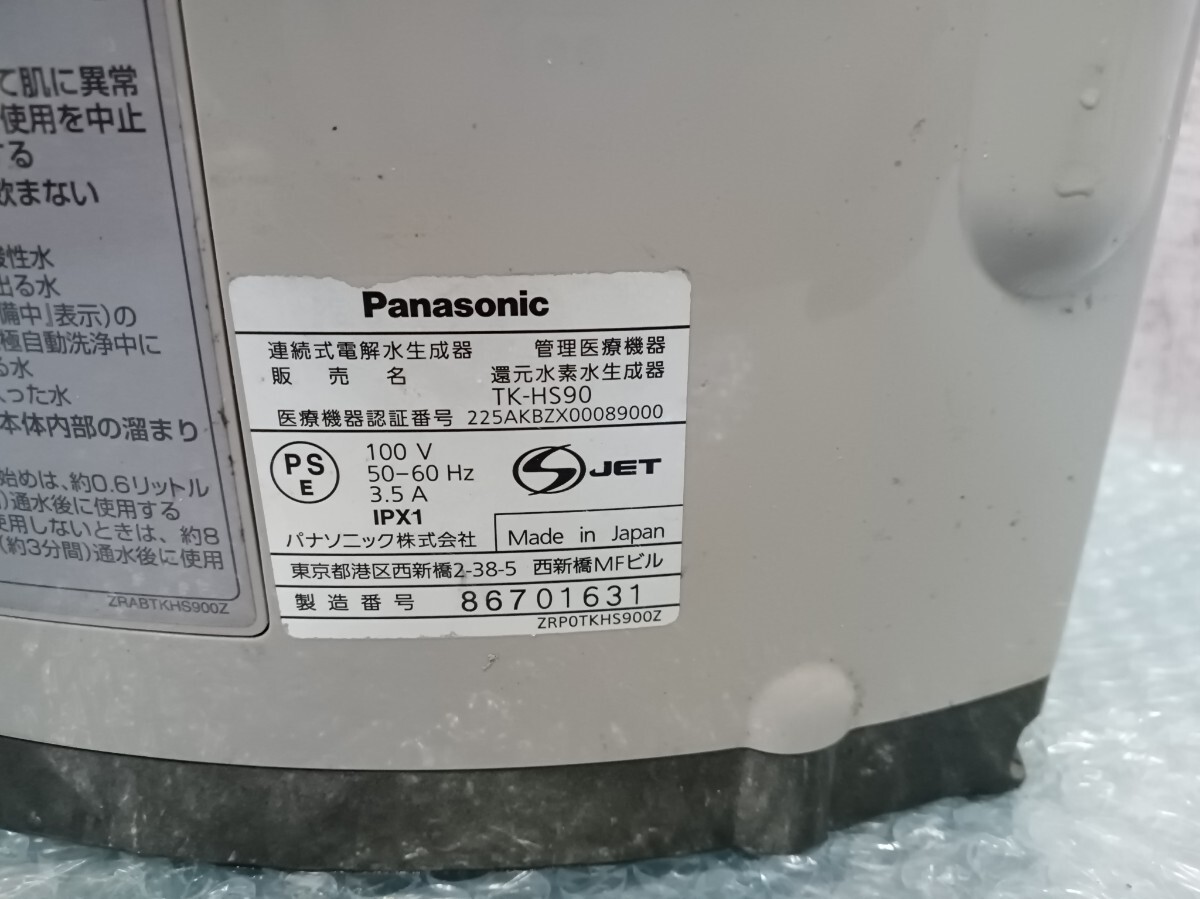 て肌に異常
使用を中止
する
飲まない
酸性水
出る水
備中」表示)の
極自動洗浄中に
る水
入った水
本体内部の溜まり
始めは、約0.6リットル
)通水後に使用する
使用しないときは、約8
(約3分間)通水後に使用
ZRABTKHS900Z
Panasonic
連続式電解水生成器 管理医療機器
販売名 還元水素水生成器
TK-HS90
医療機器認証番号 225AKBZX00089000
PS
E
100 V
50-60 Hz
3.5 A
IPX1
JET
パナソニック株式会社
Made in Japan
東京都港区西新橋2-38-5 西新橋MFビル
製造番号 86701631
ZRP0TKHS900Z